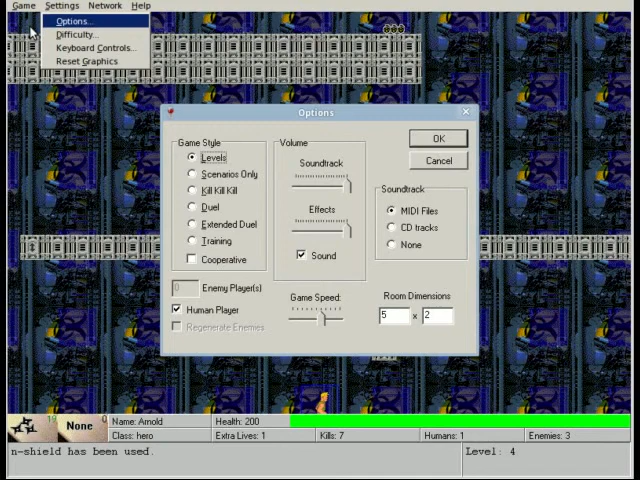 Game Settings Network Help
Options...
Difficulty...
Keyboard Controls...
Reset Graphics
Options
Game Style
Levels
Scenarios Only
Kill Kill Kill
Duel
Extended Duel
Training
Cooperative
0 Enemy Player(s)
Human Player
Regenerate Enemies
Volume
Soundtrack
Effects
Sound
Game Speed:
OK
Cancel
Soundtrack
MIDI Files
CD tracks
None
Room Dimensions
5 x 2
19 None 0
Name: Arnold Health: 200
Class: hero Extra Lives: 1 Kills: 7 Humans: 1 Enemies: 3
n-shield has been used. Level: 4